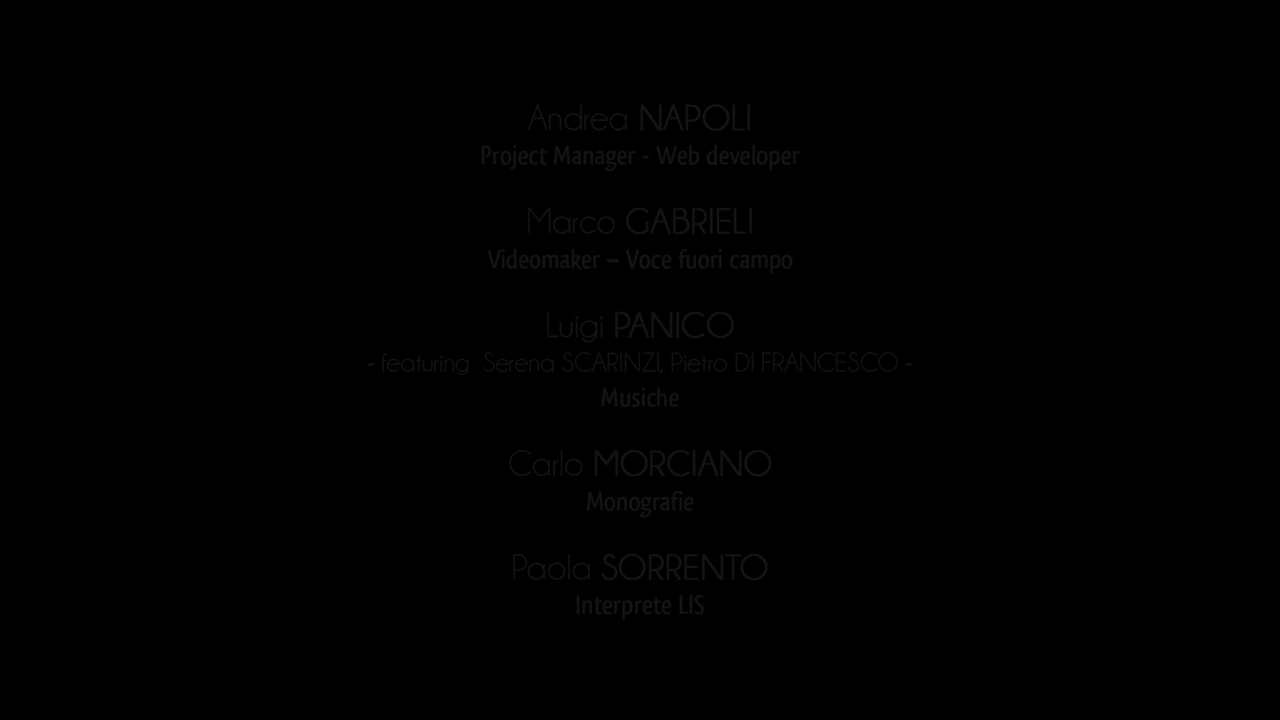 Andrea NAPOLI
Project Manager - Web developer
Marco GABRIELI
Videomaker – Voce fuori campo
Luigi PANICO
- featuring Serena SCARINZI, Pietro DI FRANCESCO -
Musiche
Carlo MORCIANO
Monografie
Paola SORRENTO
Interprete LIS